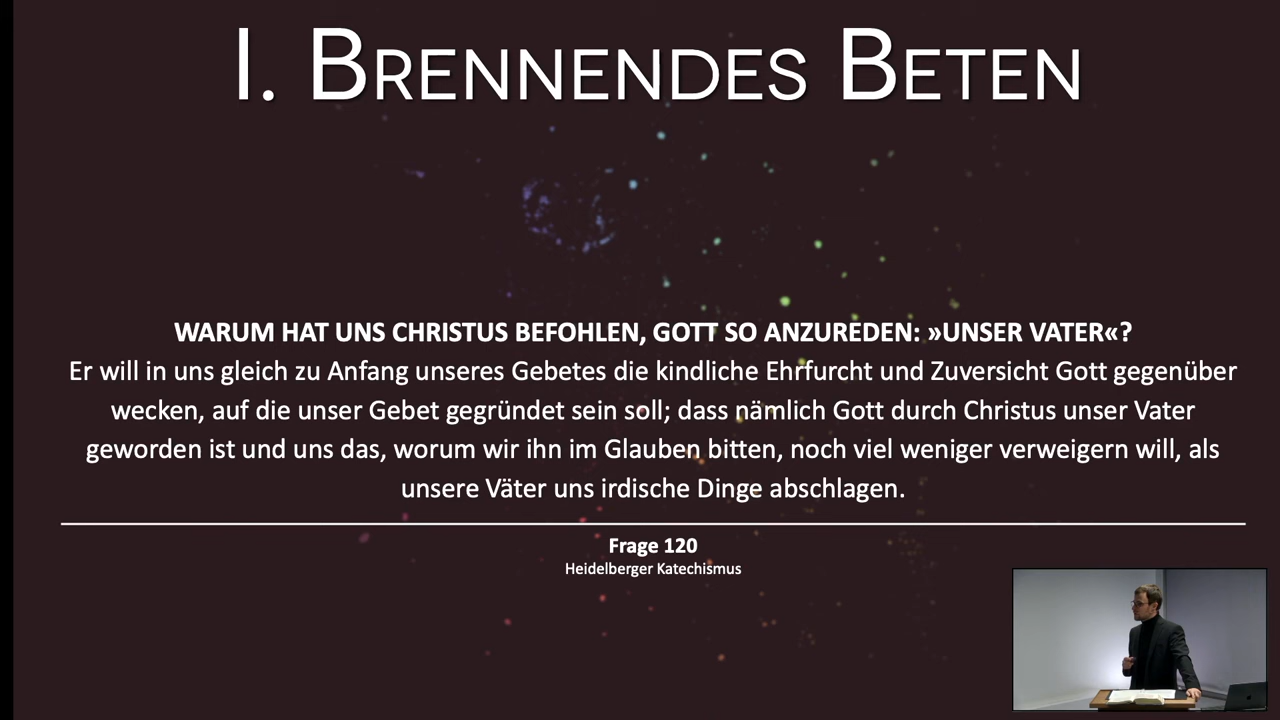 I. Brennendes Beten
WARUM HAT UNS CHRISTUS BEFOHLEN, GOTT SO ANZUREDEN: »UNSER VATER«?
Er will in uns gleich zu Anfang unseres Gebetes die kindliche Ehrfurcht und Zuversicht Gott gegenüber
wecken, auf die unser Gebet gegründet sein soll; dass nämlich Gott durch Christus unser Vater
geworden ist und uns das, worum wir ihn im Glauben bitten, noch viel weniger verweigern will, als
unsere Väter uns irdische Dinge abschlagen.
Frage 120
Heidelberger Katechismus